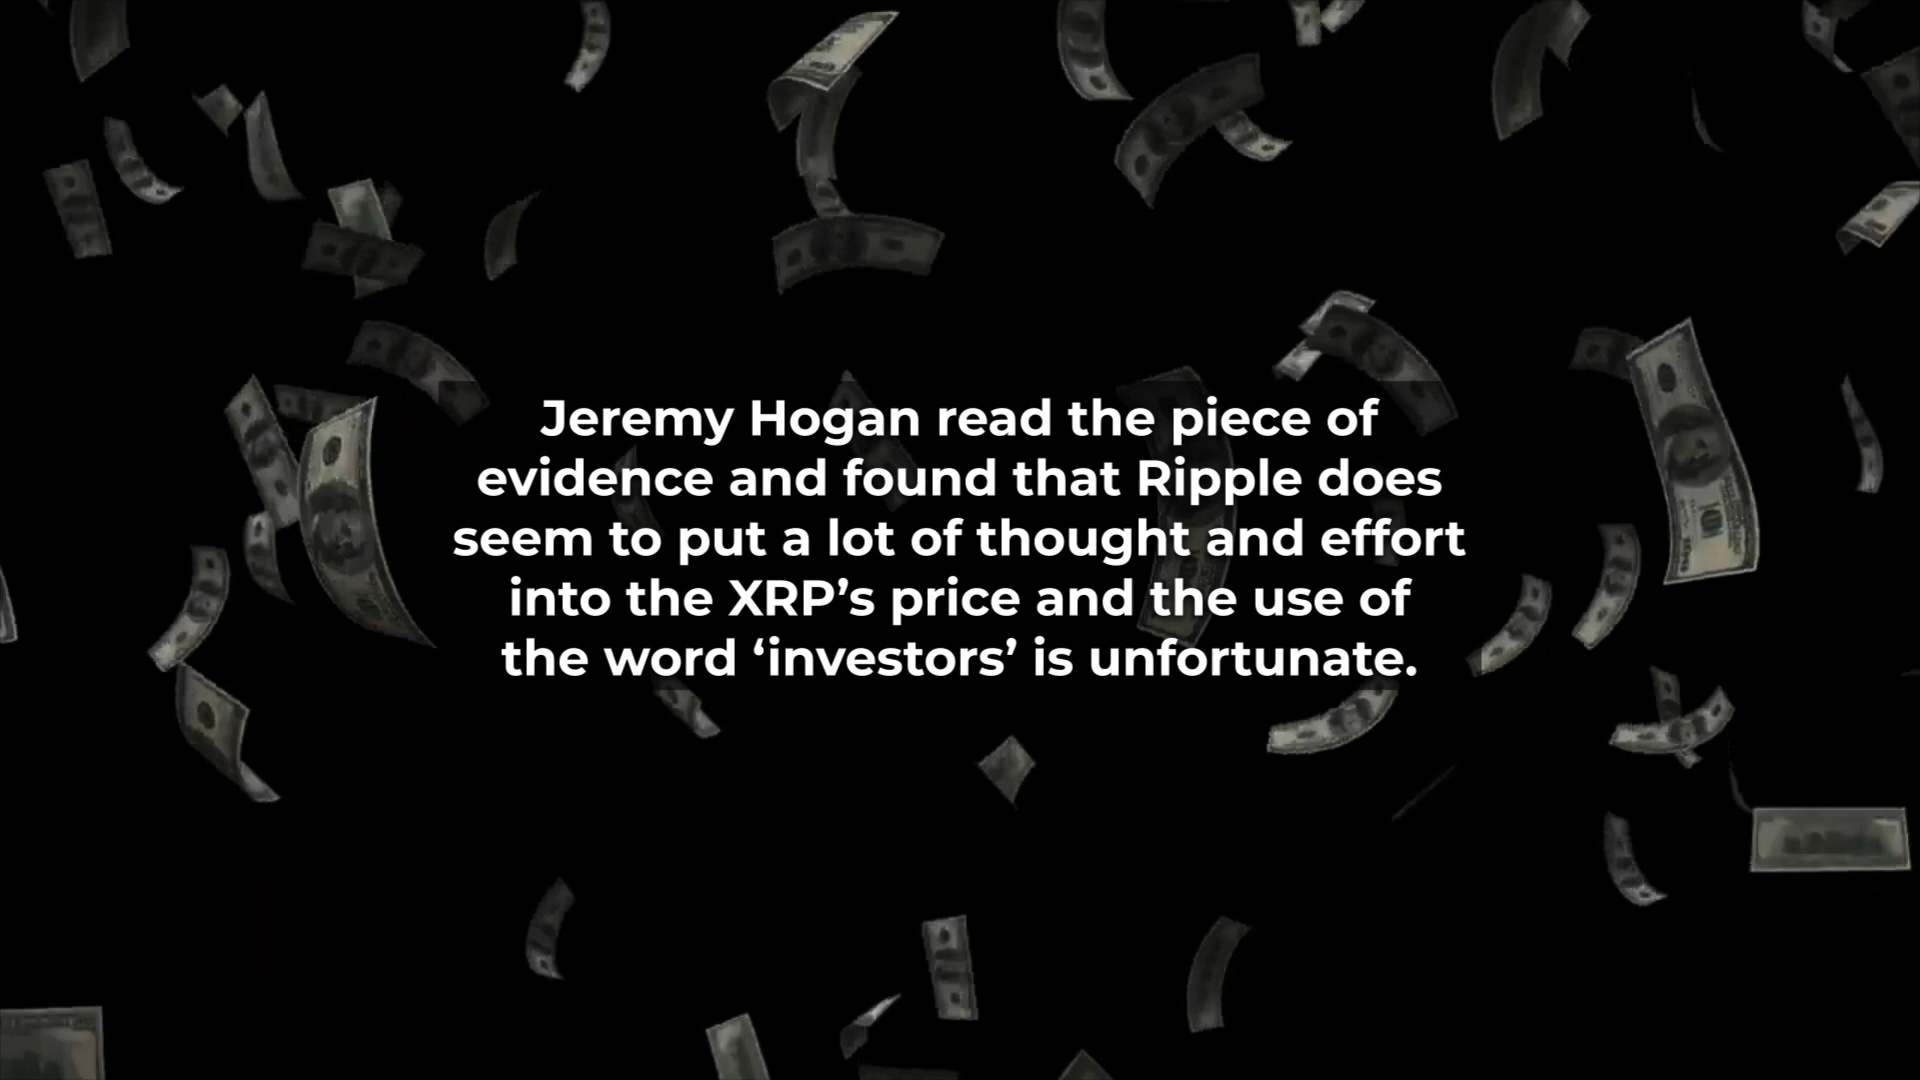 Jeremy Hogan read the piece of
evidence and found that Ripple does
seem to put a lot of thought and effort
into the XRP’s price and the use of
the word ‘investors’ is unfortunate.